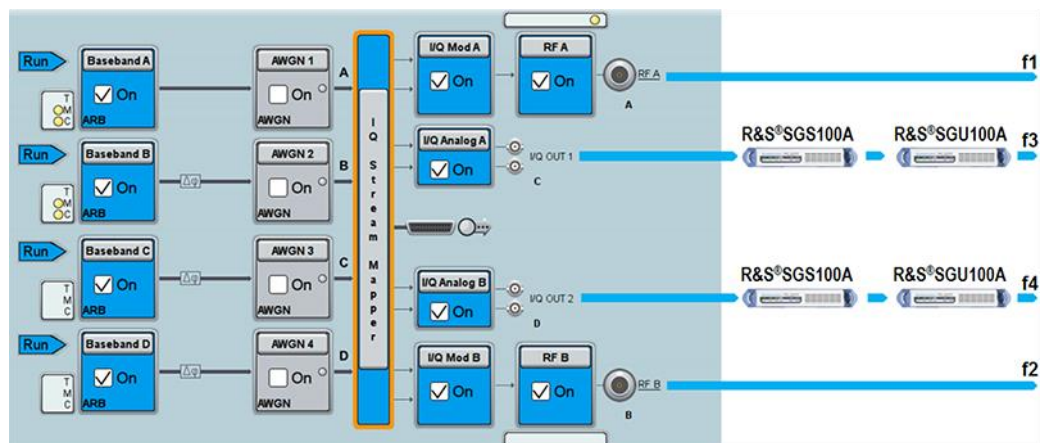 I/Q Mod A
RF A
Run
Baseband A
On
T
M
C
ARB
AWGN 1
On
AWGN
A
On
On
RF A
A
f1
Run
Baseband B
On
T
M
C
ARB
Δφ
AWGN 2
On
AWGN
B
I/Q Analog A
On
I/Q OUT 1
C
R&S®SGS100A
R&S®SGU100A
f3
IQ Stream Mapper
Run
Baseband C
On
T
M
C
ARB
Δφ
AWGN 3
On
AWGN
C
I/Q Analog B
On
I/Q OUT 2
D
R&S®SGS100A
R&S®SGU100A
f4
Run
Baseband D
On
T
M
C
ARB
Δφ
AWGN 4
On
AWGN
D
I/Q Mod B
On
RF B
On
RF B
B
f2